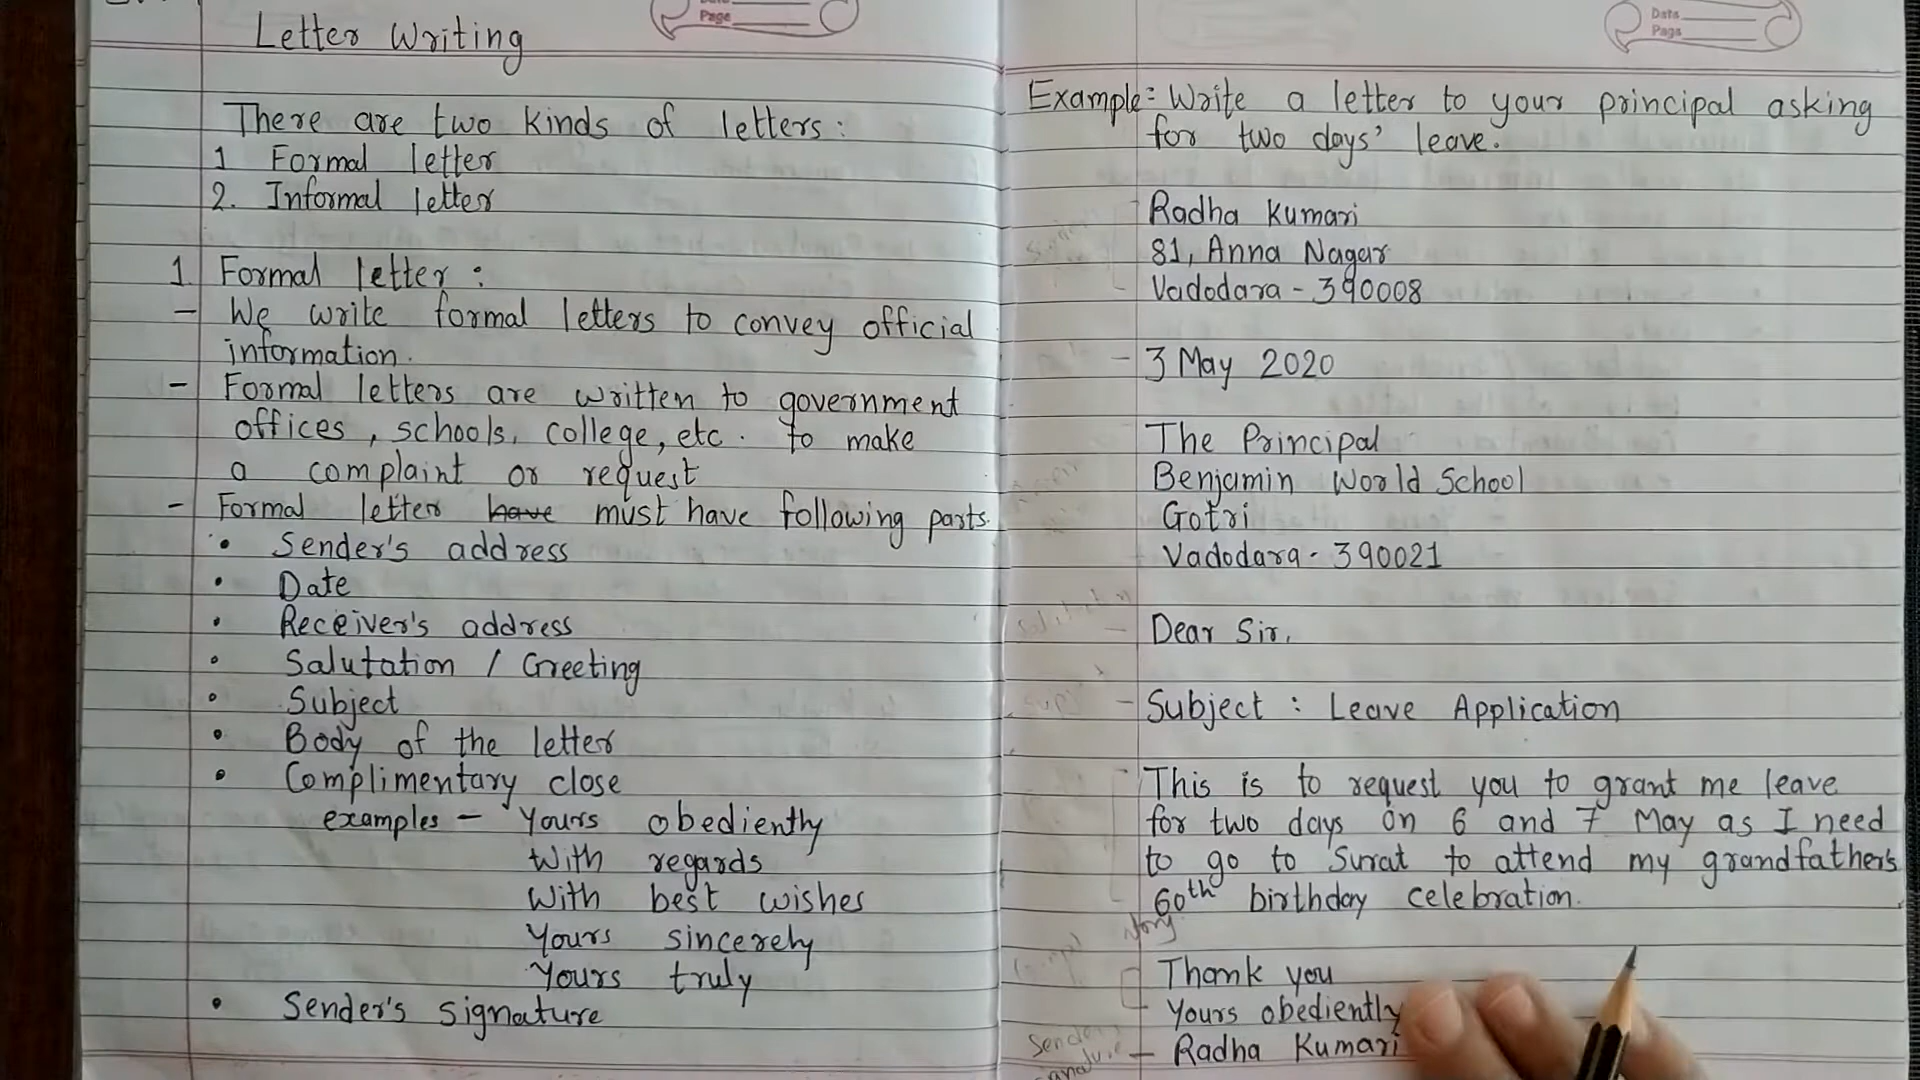 Letter Writing
Page
There are two kinds of letters:
1 Formal letter
2. Informal letter
1. Formal letter :
- We write formal letters to convey official
information.
- Formal letters are written to government
offices, schools, college, etc. to make
a complaint or request
- Formal letter have must have following parts.
• Sender's address
• Date
• Receiver's address
• Salutation / Greeting
• Subject
• Body of the letter
• Complimentary close
examples - Yours obediently
With regards
With best wishes
Yours sincerely
Yours truly
• Sender's signature
Date
Page
Example: Write a letter to your principal asking
for two days' leave.
Radha Kumari
81, Anna Nagar
Vadodara - 390008
- 3 May 2020
The Principal
Benjamin World School
Gotri
Vadodara - 390021
Dear Sir,
- Subject : Leave Application
This is to request you to grant me leave
for two days on 6 and 7 May as I need
to go to Surat to attend my grandfather's
60th birthday celebration.
Thank you
Yours obediently
- Radha Kumari